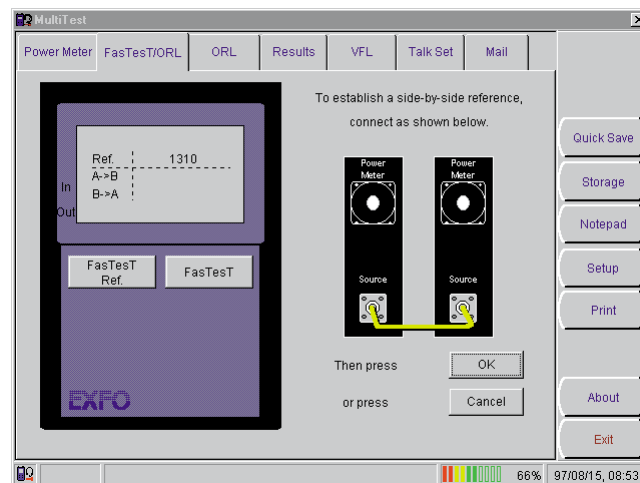 MultiTest
Power Meter FasTesT/ORL ORL Results VFL Talk Set Mail
Ref. 1310
A->B
B->A
In
Out
FasTesT
Ref.
FasTesT
EXFO
To establish a side-by-side reference,
connect as shown below.
Power
Meter
Power
Meter
Source
Source
Then press OK
or press Cancel
Quick Save
Storage
Notepad
Setup
Print
About
Exit
66% 97/08/15, 08:53